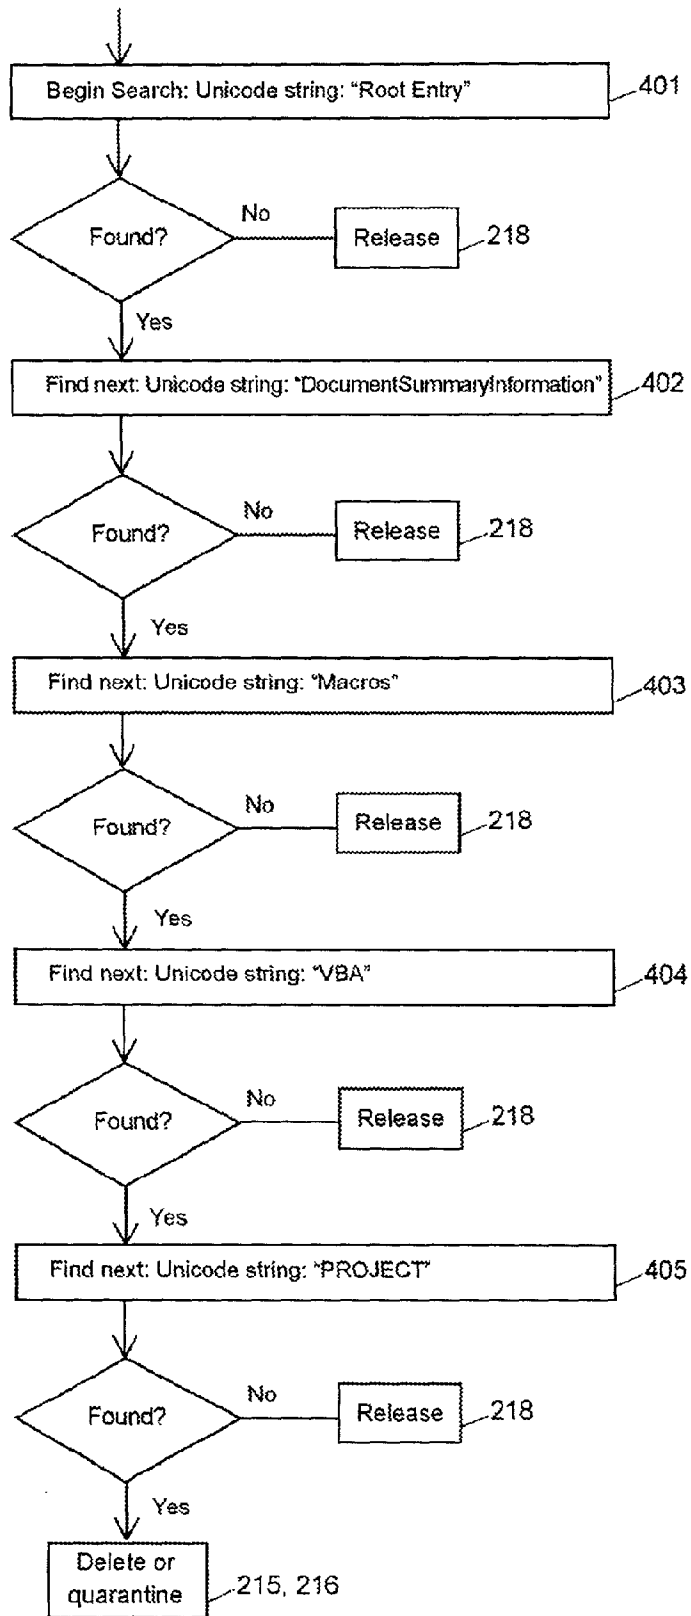 Begin Search: Unicode string: “Root Entry”
401
Found?
No
Release
218
Yes
Find next: Unicode string: “DocumentSummaryInformation”
402
Found?
No
Release
218
Yes
Find next: Unicode string: “Macros”
403
Found?
No
Release
218
Yes
Find next: Unicode string: “VBA”
404
Found?
No
Release
218
Yes
Find next: Unicode string: “PROJECT”
405
Found?
No
Release
218
Yes
Delete or
quarantine
215, 216